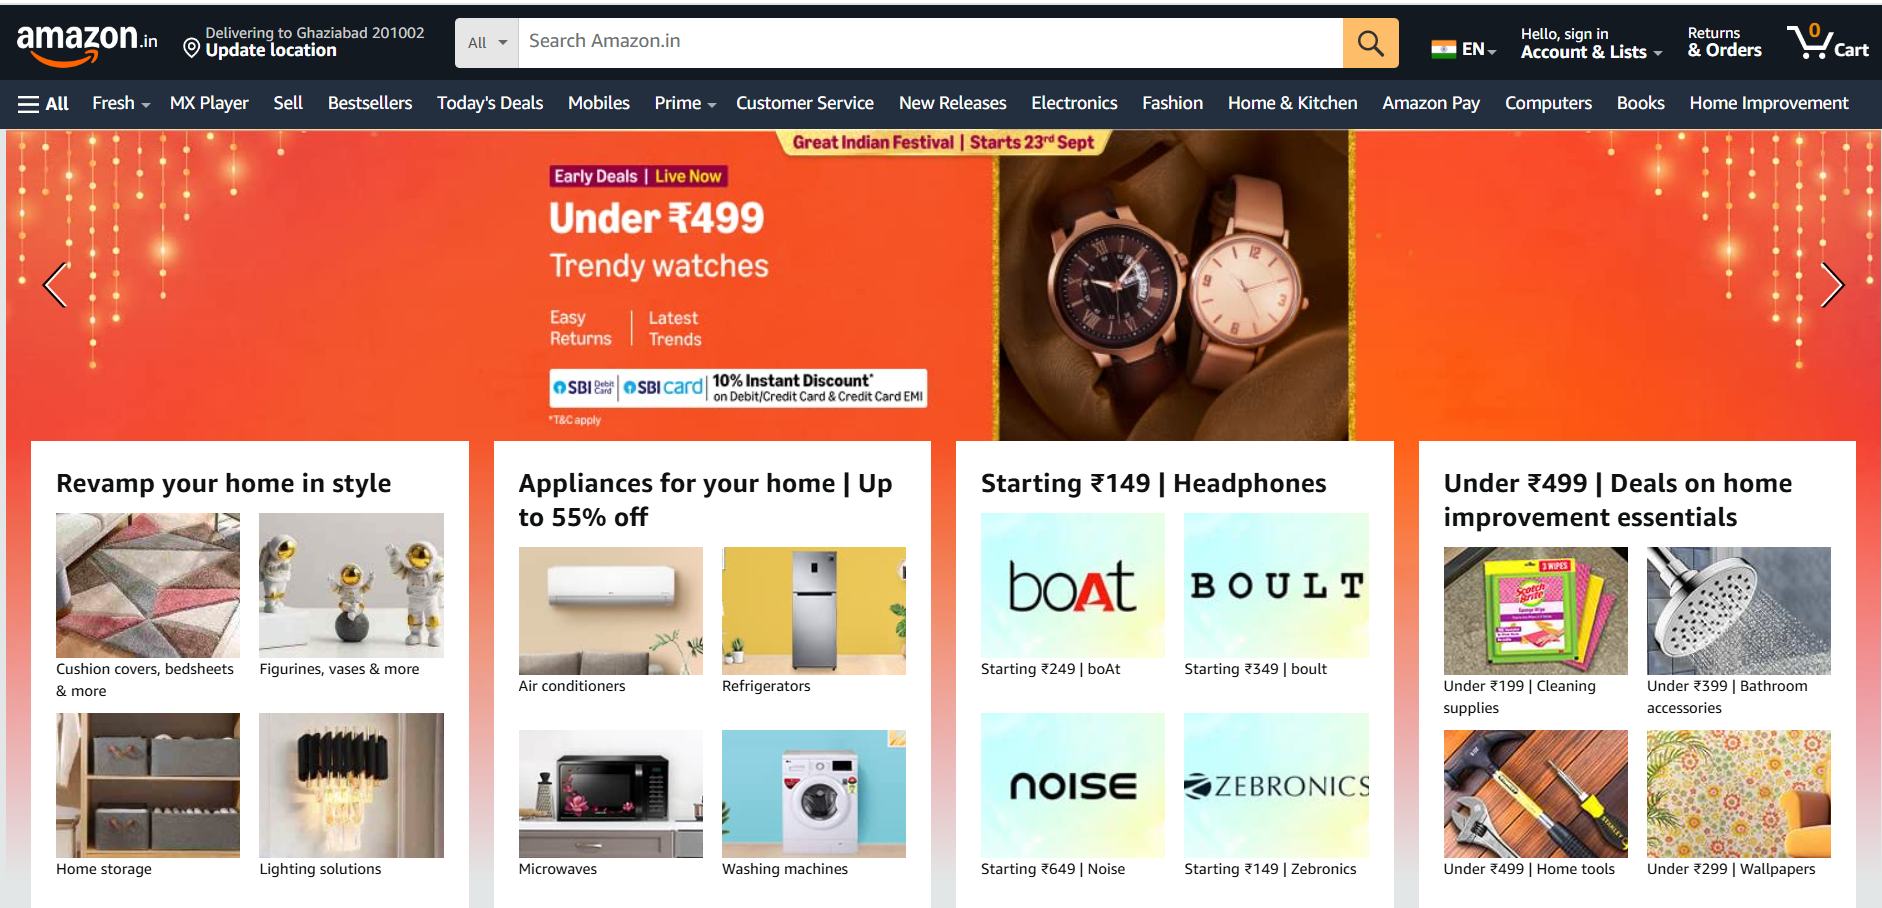 amazon.in
Delivering to Ghaziabad 201002
Update location
All
Search Amazon.in
EN
Hello, sign in
Account & Lists
Returns
& Orders
0
Cart
All
Fresh
MX Player
Sell
Bestsellers
Today's Deals
Mobiles
Prime
Customer Service
New Releases
Electronics
Fashion
Home & Kitchen
Amazon Pay
Computers
Books
Home Improvement
Great Indian Festival | Starts 23rd Sept
Early Deals | Live Now
Under ₹499
Trendy watches
Easy
Returns
Latest
Trends
SBI Debit Card | SBI card | 10% Instant Discount*
on Debit/Credit Card & Credit Card EMI
*T&C apply
Revamp your home in style
Cushion covers, bedsheets
& more
Figurines, vases & more
Home storage
Lighting solutions
Appliances for your home | Up
to 55% off
Air conditioners
Refrigerators
Microwaves
Washing machines
Starting ₹149 | Headphones
boAt
BOULT
Starting ₹249 | boAt
Starting ₹349 | boult
NOISE
ZEBRONICS
Starting ₹649 | Noise
Starting ₹149 | Zebronics
Under ₹499 | Deals on home
improvement essentials
3 WIPES
Scotch
Brite
Sponge Wipe
Under ₹199 | Cleaning
supplies
Under ₹399 | Bathroom
accessories
STANLEY
Under ₹499 | Home tools
Under ₹299 | Wallpapers